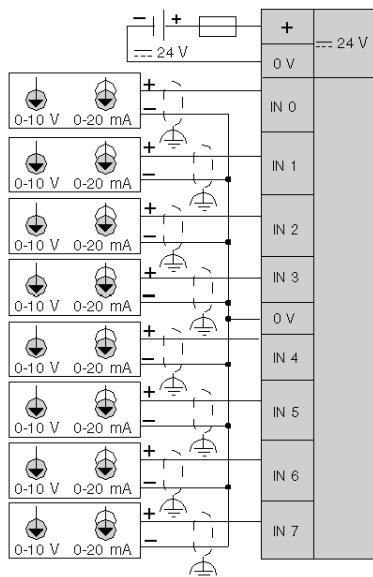 − + + ⎓ 24 V
⎓ 24 V
0 V
0-10 V 0-20 mA + − IN 0
0-10 V 0-20 mA + − IN 1
0-10 V 0-20 mA + − IN 2
0-10 V 0-20 mA + − IN 3
0 V
0-10 V 0-20 mA + − IN 4
0-10 V 0-20 mA + − IN 5
0-10 V 0-20 mA + − IN 6
0-10 V 0-20 mA + − IN 7